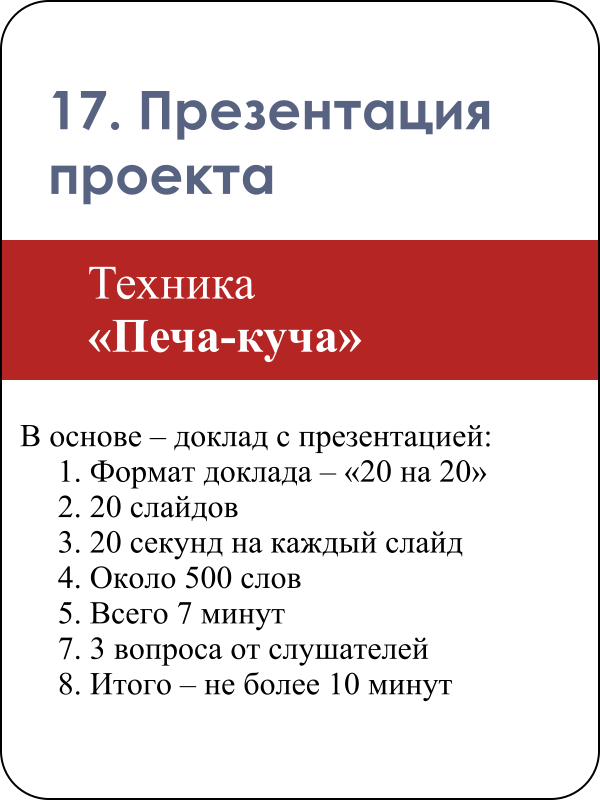 17. Презентация
проекта
Техника
«Печа-куча»
В основе – доклад с презентацией:
1. Формат доклада – «20 на 20»
2. 20 слайдов
3. 20 секунд на каждый слайд
4. Около 500 слов
5. Всего 7 минут
7. 3 вопроса от слушателей
8. Итого – не более 10 минут